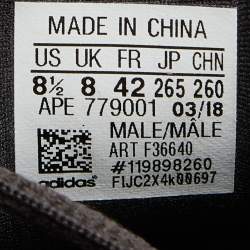 MADE IN CHINA
US UK FR JP CHN
8½ 8 42 265 260
APE 779001 03/18
MALE/MÂLE
ART F36640
#119898260
adidas FIJC2X4k00697